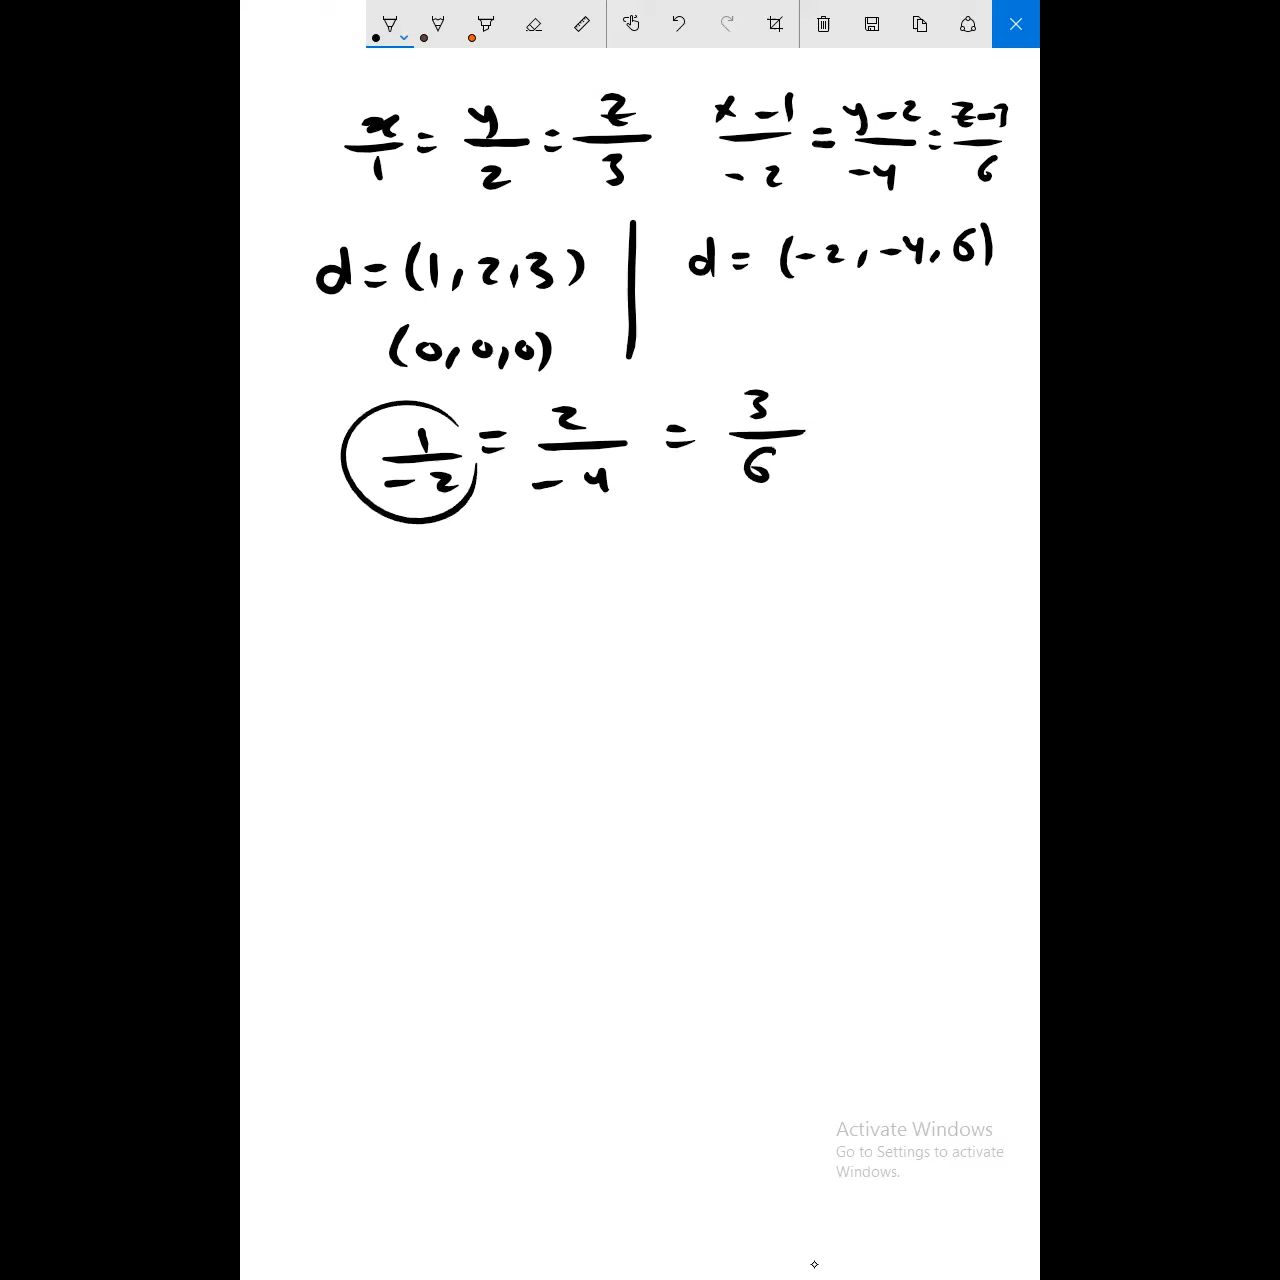 x/1 = y/2 = z/3 x-1/-2 = y-2/-4 = z-7/6
d = (1, 2, 3) | d = (-2, -4, 6)
(0, 0, 0)
1/-2 = 2/-4 = 3/6
Activate Windows
Go to Settings to activate
Windows.